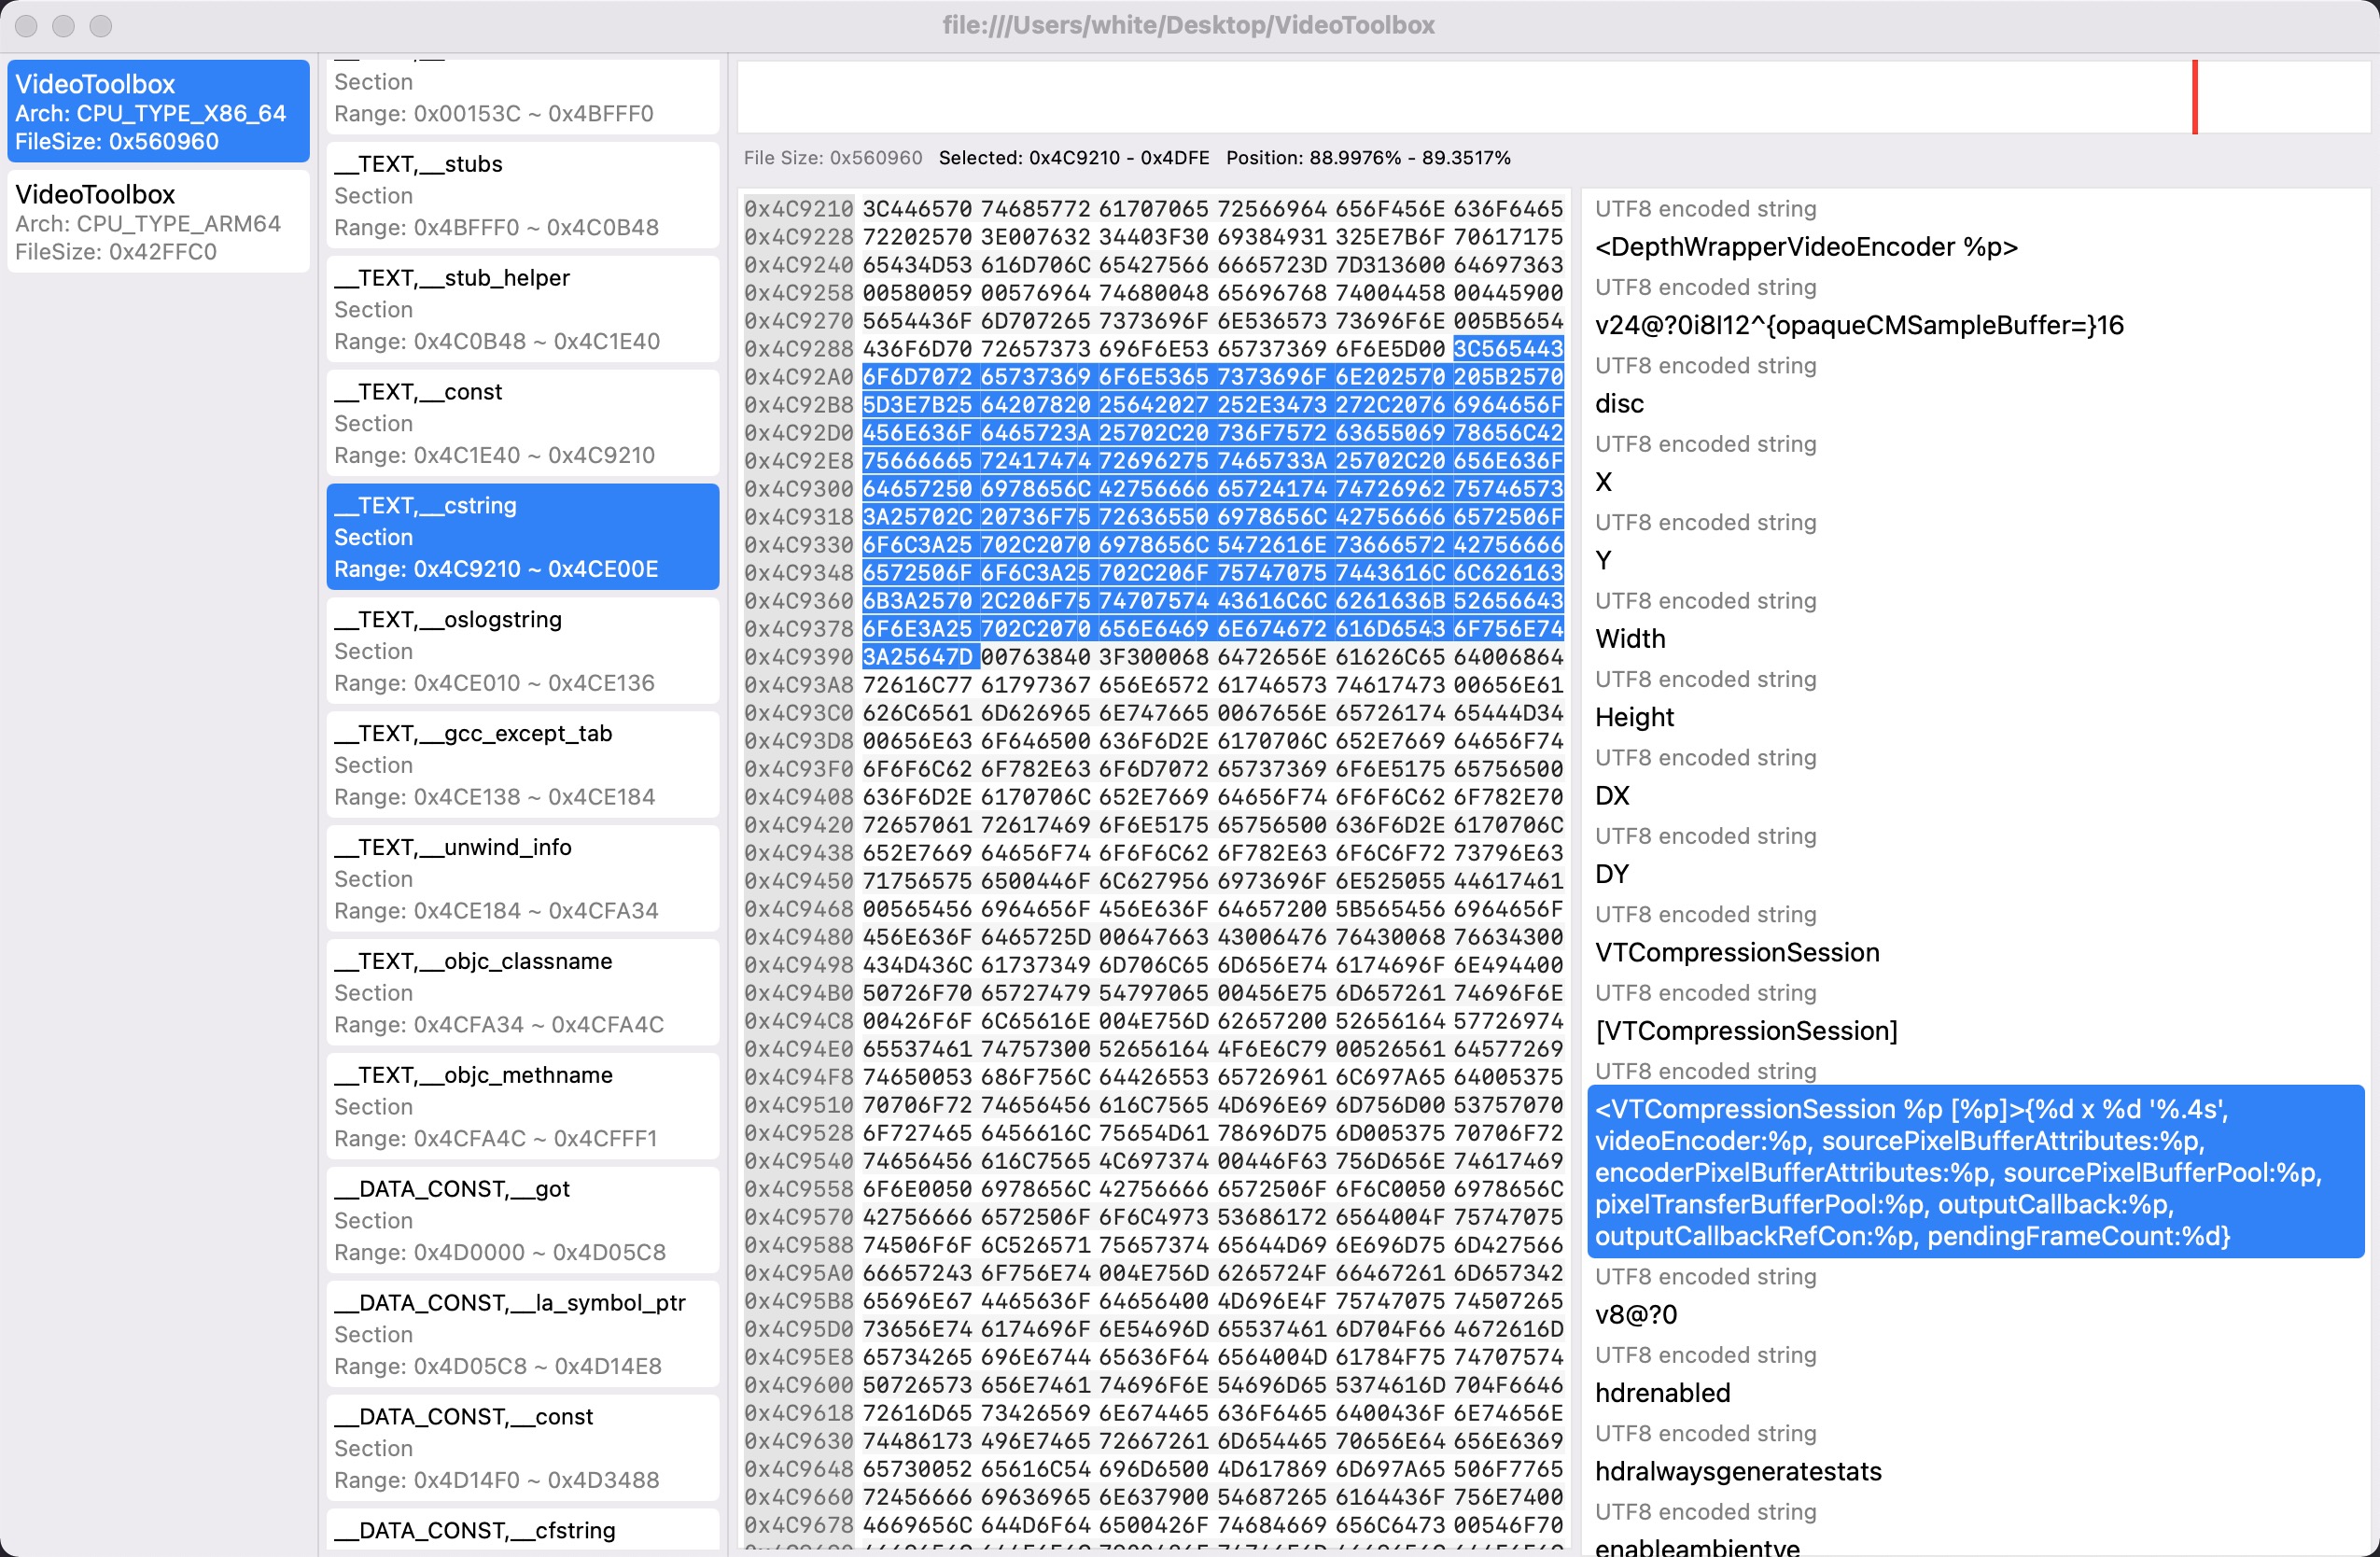 file:///Users/white/Desktop/VideoToolbox
VideoToolbox
Arch: CPU_TYPE_X86_64
FileSize: 0x560960
VideoToolbox
Arch: CPU_TYPE_ARM64
FileSize: 0x42FFC0
Section
Range: 0x00153C ~ 0x4BFFF0
__TEXT,__stubs
Section
Range: 0x4BFFF0 ~ 0x4C0B48
__TEXT,__stub_helper
Section
Range: 0x4C0B48 ~ 0x4C1E40
__TEXT,__const
Section
Range: 0x4C1E40 ~ 0x4C9210
__TEXT,__cstring
Section
Range: 0x4C9210 ~ 0x4CE00E
__TEXT,__oslogstring
Section
Range: 0x4CE010 ~ 0x4CE136
__TEXT,__gcc_except_tab
Section
Range: 0x4CE138 ~ 0x4CE184
__TEXT,__unwind_info
Section
Range: 0x4CE184 ~ 0x4CFA34
__TEXT,__objc_classname
Section
Range: 0x4CFA34 ~ 0x4CFA4C
__TEXT,__objc_methname
Section
Range: 0x4CFA4C ~ 0x4CFFF1
__DATA_CONST,__got
Section
Range: 0x4D0000 ~ 0x4D05C8
__DATA_CONST,__la_symbol_ptr
Section
Range: 0x4D05C8 ~ 0x4D14E8
__DATA_CONST,__const
Section
Range: 0x4D14F0 ~ 0x4D3488
__DATA_CONST,__cfstring
File Size: 0x560960 Selected: 0x4C9210 - 0x4DFE Position: 88.9976% - 89.3517%
0x4C9210 3C446570 74685772 61707065 72566964 656F456E 636F6465
0x4C9228 72202570 3E007632 34403F30 69384931 325E7B6F 70617175
0x4C9240 65434D53 616D706C 65427566 6665723D 7D313600 64697363
0x4C9258 00580059 00576964 74680048 65696768 74004458 00445900
0x4C9270 5654436F 6D707265 7373696F 6E536573 73696F6E 005B5654
0x4C9288 436F6D70 72657373 696F6E53 65737369 6F6E5D00 3C565443
0x4C92A0 6F6D7072 65737369 6F6E5365 7373696F 6E202570 205B2570
0x4C92B8 5D3E7B25 64207820 25642027 252E3473 272C2076 6964656F
0x4C92D0 456E636F 6465723A 25702C20 736F7572 63655069 78656C42
0x4C92E8 75666665 72417474 72696275 7465733A 25702C20 656E636F
0x4C9300 64657250 6978656C 42756666 65724174 74726962 75746573
0x4C9318 3A25702C 20736F75 72636550 6978656C 42756666 6572506F
0x4C9330 6F6C3A25 702C2070 6978656C 5472616E 73666572 42756666
0x4C9348 6572506F 6F6C3A25 702C206F 75747075 7443616C 6C626163
0x4C9360 6B3A2570 2C206F75 74707574 43616C6C 6261636B 52656643
0x4C9378 6F6E3A25 702C2070 656E6469 6E674672 616D6543 6F756E74
0x4C9390 3A25647D 00763840 3F300068 6472656E 61626C65 64006864
0x4C93A8 72616C77 61797367 656E6572 61746573 74617473 00656E61
0x4C93C0 626C6561 6D626965 6E747665 0067656E 65726174 65444D34
0x4C93D8 00656E63 6F646500 636F6D2E 6170706C 652E7669 64656F74
0x4C93F0 6F6F6C62 6F782E63 6F6D7072 65737369 6F6E5175 65756500
0x4C9408 636F6D2E 6170706C 652E7669 64656F74 6F6F6C62 6F782E70
0x4C9420 72657061 72617469 6F6E5175 65756500 636F6D2E 6170706C
0x4C9438 652E7669 64656F74 6F6F6C62 6F782E63 6F6C6F72 73796E63
0x4C9450 71756575 6500446F 6C627956 6973696F 6E525055 44617461
0x4C9468 00565456 6964656F 456E636F 64657200 5B565456 6964656F
0x4C9480 456E636F 6465725D 00647663 43006476 76430068 76634300
0x4C9498 434D436C 61737349 6D706C65 6D656E74 6174696F 6E494400
0x4C94B0 50726F70 65727479 54797065 00456E75 6D657261 74696F6E
0x4C94C8 00426F6F 6C65616E 004E756D 62657200 52656164 57726974
0x4C94E0 65537461 74757300 52656164 4F6E6C79 00526561 64577269
0x4C94F8 74650053 686F756C 64426553 65726961 6C697A65 64005375
0x4C9510 70706F72 74656456 616C7565 4D696E69 6D756D00 53757070
0x4C9528 6F727465 6456616C 75654D61 78696D75 6D005375 70706F72
0x4C9540 74656456 616C7565 4C697374 00446F63 756D656E 74617469
0x4C9558 6F6E0050 6978656C 42756666 6572506F 6F6C0050 6978656C
0x4C9570 42756666 6572506F 6F6C4973 53686172 6564004F 75747075
0x4C9588 74506F6F 6C526571 75657374 65644D69 6E696D75 6D427566
0x4C95A0 66657243 6F756E74 004E756D 6265724F 66467261 6D657342
0x4C95B8 65696E67 4465636F 64656400 4D696E4F 75747075 74507265
0x4C95D0 73656E74 6174696F 6E54696D 65537461 6D704F66 4672616D
0x4C95E8 65734265 696E6744 65636F64 6564004D 61784F75 74707574
0x4C9600 50726573 656E7461 74696F6E 54696D65 5374616D 704F6646
0x4C9618 72616D65 73426569 6E674465 636F6465 6400436F 6E74656E
0x4C9630 74486173 496E7465 72667261 6D654465 70656E64 656E6369
0x4C9648 65730052 65616C54 696D6500 4D617869 6D697A65 506F7765
0x4C9660 72456666 69636965 6E637900 54687265 6164436F 756E7400
0x4C9678 4669656C 644D6F64 6500426F 74684669 656C6473 00546F70
UTF8 encoded string
<DepthWrapperVideoEncoder %p>
UTF8 encoded string
v24@?0i8I12^{opaqueCMSampleBuffer=}16
UTF8 encoded string
disc
UTF8 encoded string
X
UTF8 encoded string
Y
UTF8 encoded string
Width
UTF8 encoded string
Height
UTF8 encoded string
DX
UTF8 encoded string
DY
UTF8 encoded string
VTCompressionSession
UTF8 encoded string
[VTCompressionSession]
UTF8 encoded string
<VTCompressionSession %p [%p]>{%d x %d '%.4s',
videoEncoder:%p, sourcePixelBufferAttributes:%p,
encoderPixelBufferAttributes:%p, sourcePixelBufferPool:%p,
pixelTransferBufferPool:%p, outputCallback:%p,
outputCallbackRefCon:%p, pendingFrameCount:%d}
UTF8 encoded string
v8@?0
UTF8 encoded string
hdrenabled
UTF8 encoded string
hdralwaysgeneratestats
UTF8 encoded string
enableambientve